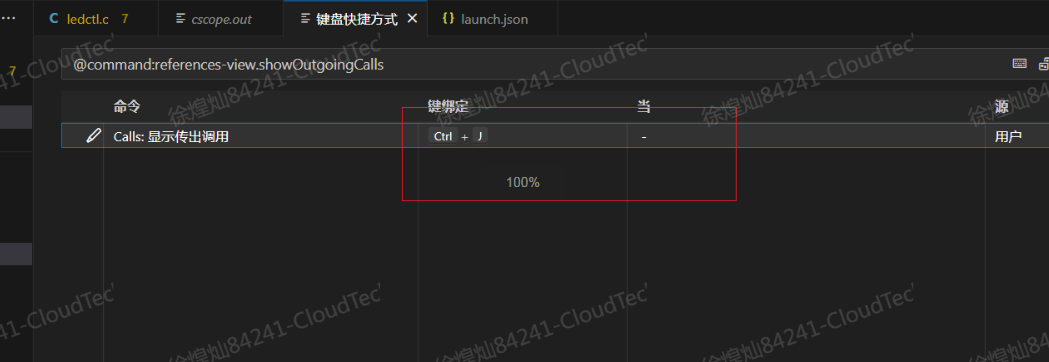 ··· ledctl.c 7 cscope.out 键盘快捷方式 {} launch.json
7
@command:references-view.showOutgoingCalls
命令 键绑定 当 源
Calls: 显示传出调用 Ctrl + J - 用户
100%
41-CloudTec'
徐煌灿84241-CloudTec'
徐煌灿84241-CloudTec'
徐煌灿84241
241-CloudTec'
徐煌灿84241-CloudTec'
徐煌灿84241-CloudTec'
徐煌灿84241